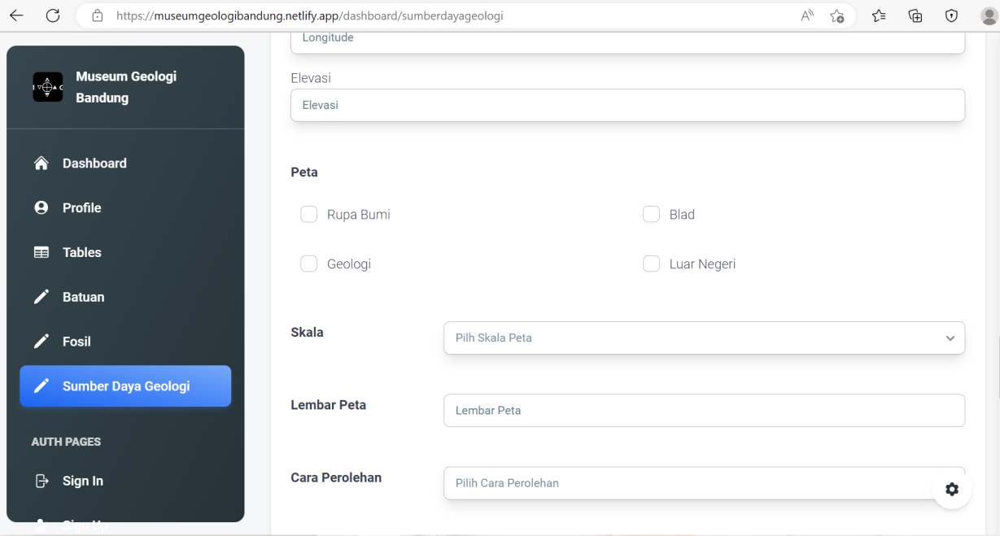 https://museumgeologibandung.netlify.app/dashboard/sumberdayageologi
Museum Geologi
Bandung
Dashboard
Profile
Tables
Batuan
Fosil
Sumber Daya Geologi
AUTH PAGES
Sign In
Sign Up
Longitude
Elevasi
Elevasi
Peta
Rupa Bumi
Blad
Geologi
Luar Negeri
Skala
Pilh Skala Peta
Lembar Peta
Lembar Peta
Cara Perolehan
Pilih Cara Perolehan